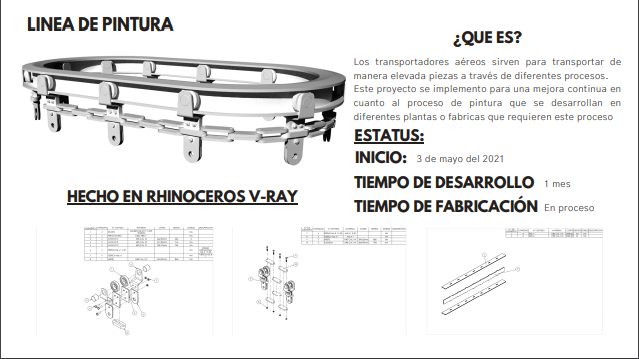 LINEA DE PINTURA
¿QUE ES?
Los transportadores aéreos sirven para transportar de
manera elevada piezas a través de diferentes procesos.
Este proyecto se implemento para una mejora continua en
cuanto al proceso de pintura que se desarrollan en
diferentes plantas o fabricas que requieren este proceso
ESTATUS:
INICIO: 3 de mayo del 2021
TIEMPO DE DESARROLLO 1 mes
TIEMPO DE FABRICACIÓN En proceso
HECHO EN RHINOCEROS V-RAY